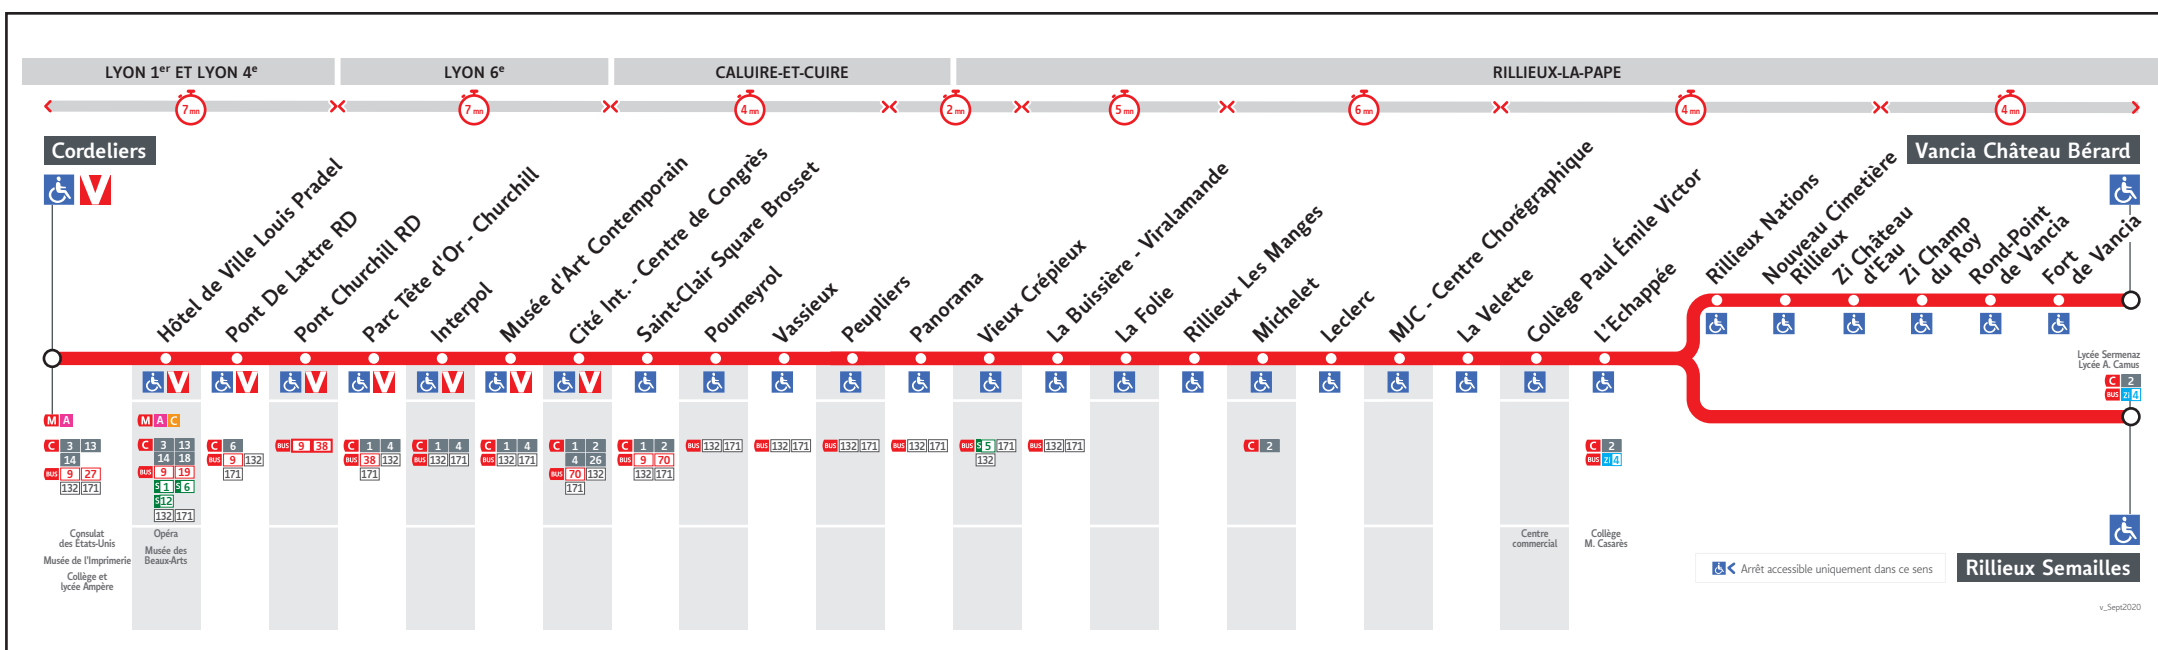 LYON 1er ET LYON 4e
LYON 6e
CALUIRE-ET-CUIRE
RILLIEUX-LA-PAPE
7 mn
7 mn
4 mn
2 mn
5 mn
6 mn
4 mn
4 mn
Cordeliers
V
Vancia Château Bérard
Hôtel de Ville Louis Pradel
Pont De Lattre RD
Pont Churchill RD
Parc Tête d'Or - Churchill
Interpol
Musée d'Art Contemporain
Cité Int. - Centre de Congrès
Saint-Clair Square Brosset
Poumeyrol
Vassieux
Peupliers
Panorama
Vieux Crépieux
La Buissière - Viralamande
La Folie
Rillieux Les Manges
Michelet
Leclerc
MJC - Centre Chorégraphique
La Velette
Collège Paul Émile Victor
L'Echappée
Rillieux Nations
Nouveau Cimetière
Rillieux
Zi Château
d'Eau
Zi Champ
du Roy
Rond-Point
de Vancia
Fort
de Vancia
V
V
V
V
V
V
V
M A
C 3 13
14
BUS 9 27
132 171
Consulat
des États-Unis
Musée de l'Imprimerie
Collège et
lycée Ampère
M A C
C 3 13
14 18
BUS 9 19
S 1 S 6
S 12
132 171
Opéra
Musée des
Beaux-Arts
C 6
BUS 9 132
171
BUS 9 38
C 1 4
BUS 38 132
171
C 1 4
BUS 132 171
C 1 4
BUS 132 171
C 1 2
4 26
BUS 70 132
171
C 1 2
BUS 9 70
132 171
BUS 132 171
BUS 132 171
BUS 132 171
BUS 132 171
BUS S 5 171
132
BUS 132 171
C 2
Centre
commercial
C 2
BUS ZI 4
Collège
M. Casarès
Lycée Sermenaz
Lycée A. Camus
C 2
BUS ZI 4
Arrêt accessible uniquement dans ce sens
Rillieux Semailles
v_Sept2020